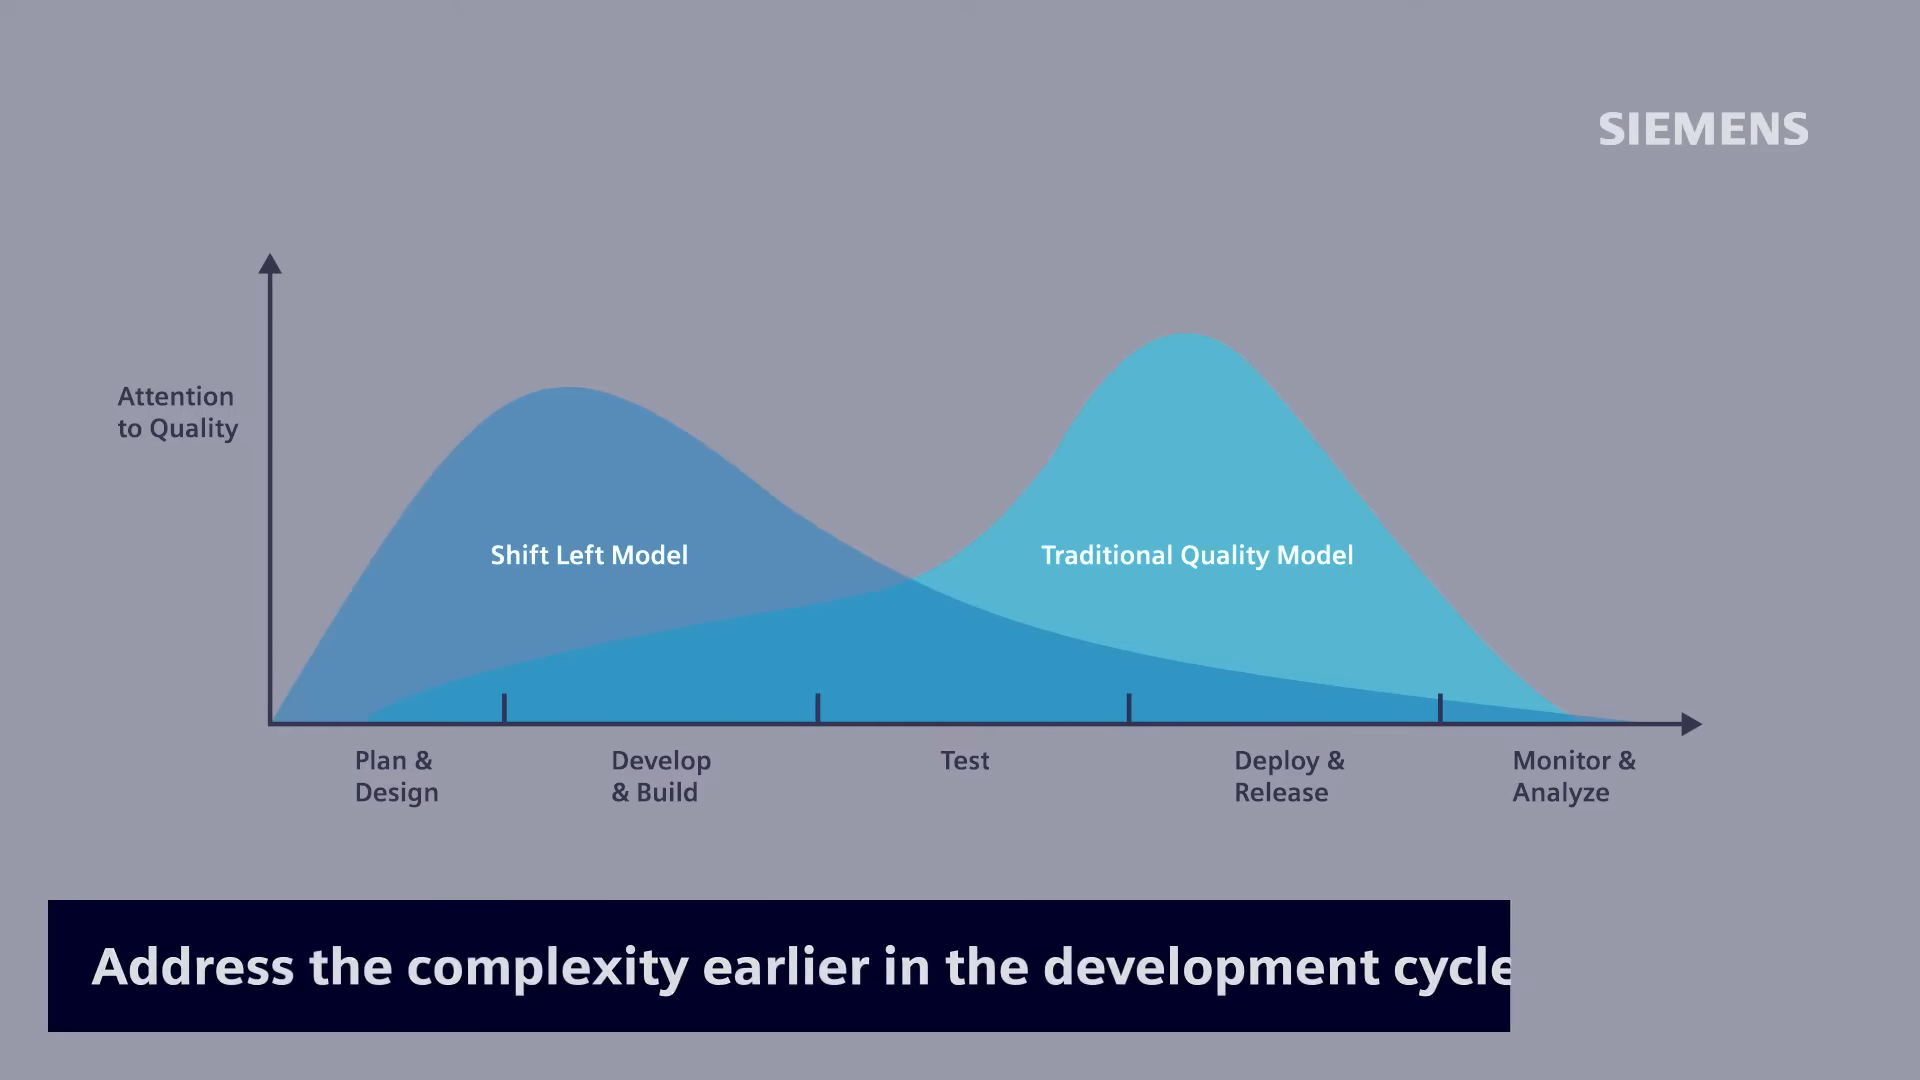 SIEMENS
Attention
to Quality
Shift Left Model
Traditional Quality Model
Plan &
Design
Develop
& Build
Test
Deploy &
Release
Monitor &
Analyze
Address the complexity earlier in the development cycle